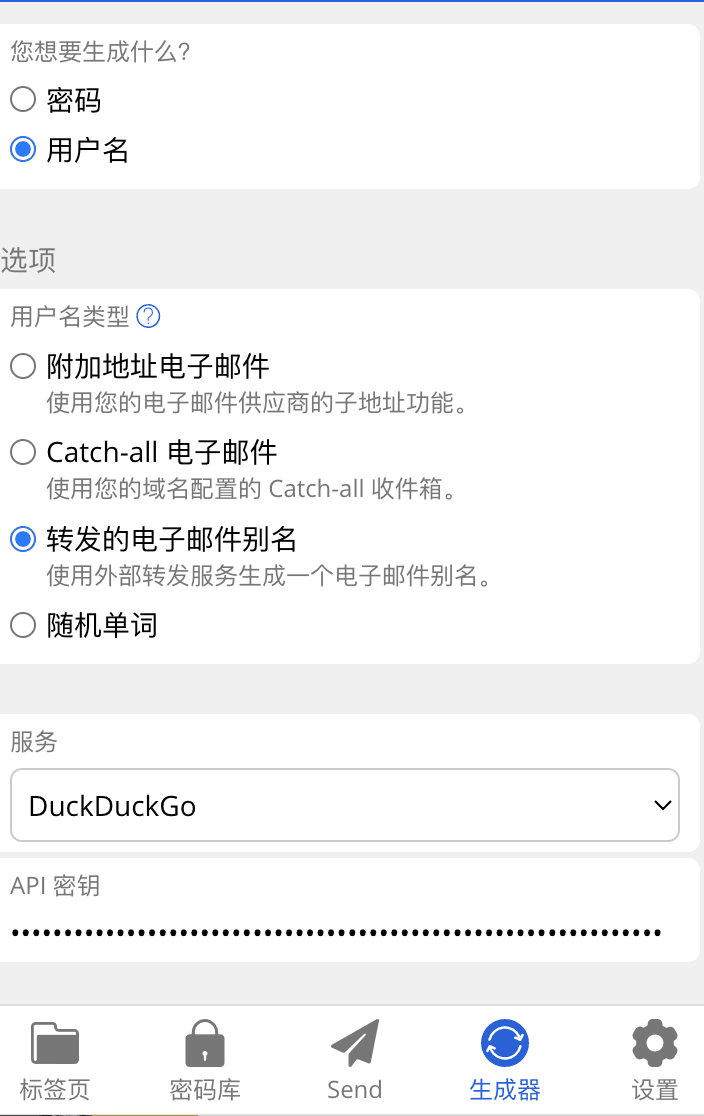 您想要生成什么?
密码
用户名
选项
用户名类型
附加地址电子邮件
使用您的电子邮件供应商的子地址功能。
Catch-all 电子邮件
使用您的域名配置的 Catch-all 收件箱。
转发的电子邮件别名
使用外部转发服务生成一个电子邮件别名。
随机单词
服务
DuckDuckGo
API 密钥
标签页 密码库 Send 生成器 设置